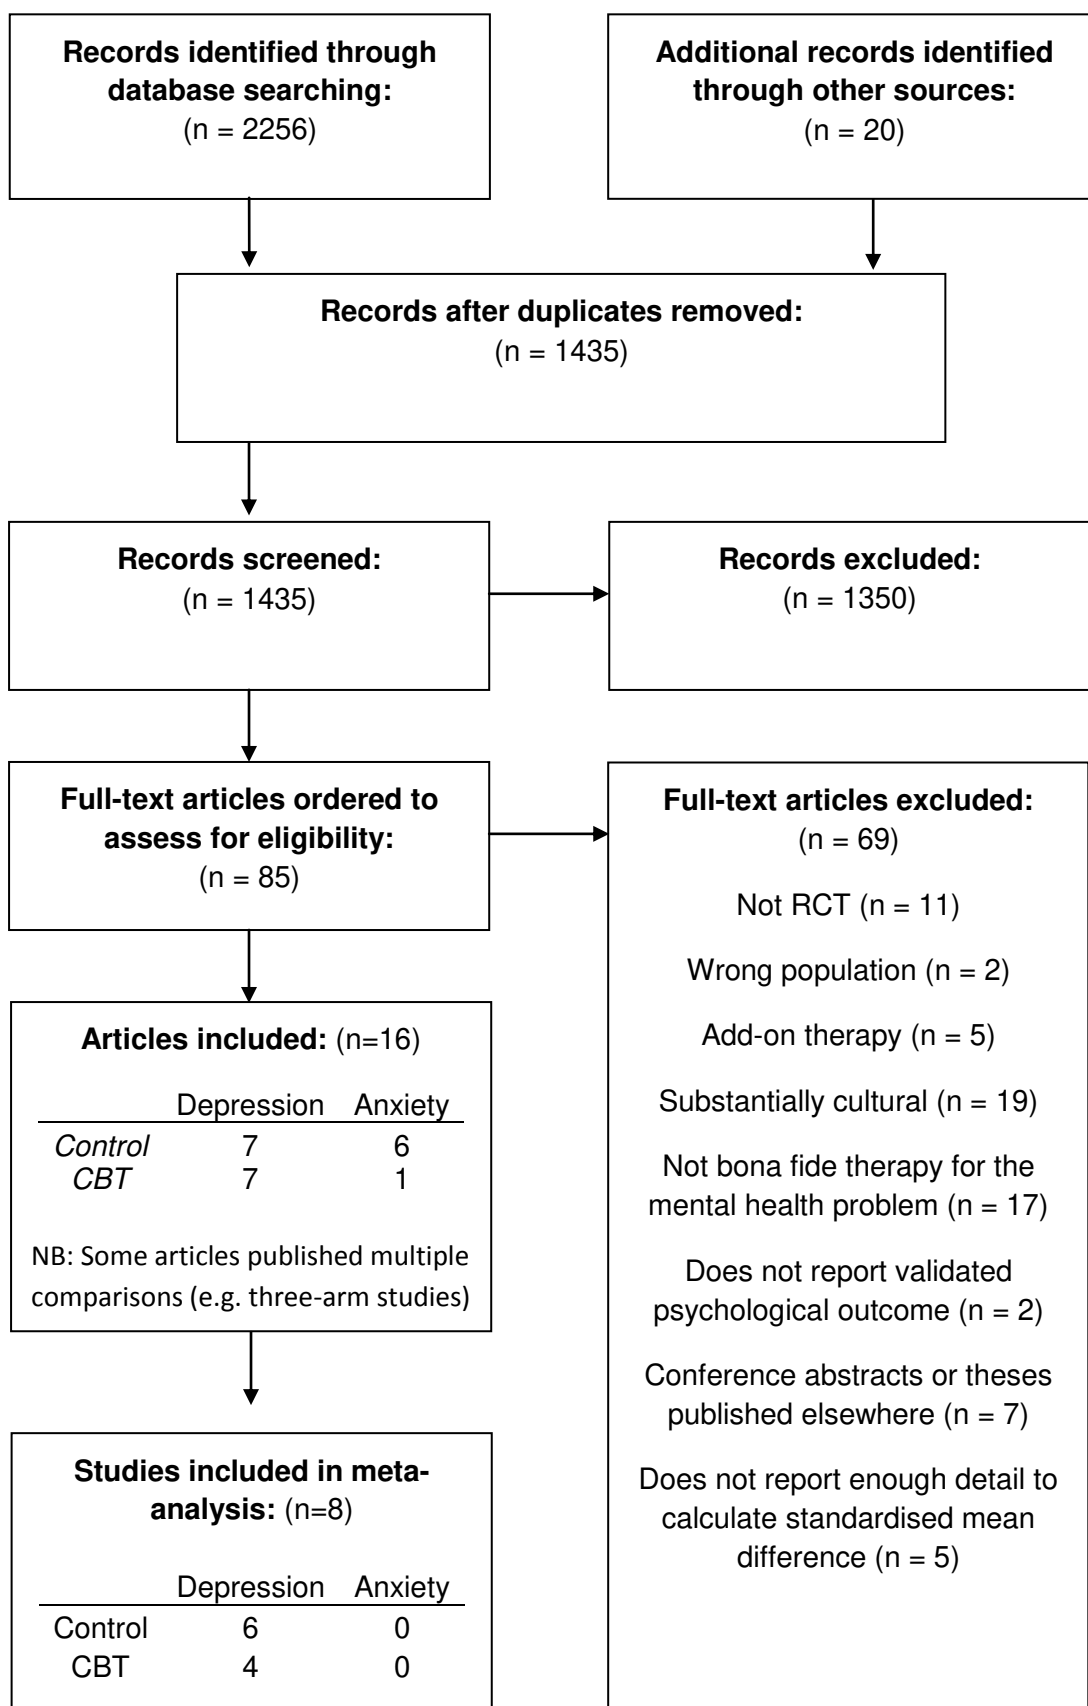 Records identified through
database searching:
(n = 2256)
Additional records identified
through other sources:
(n = 20)
Records after duplicates removed:
(n = 1435)
Records screened:
(n = 1435)
Records excluded:
(n = 1350)
Full-text articles ordered to
assess for eligibility:
(n = 85)
Full-text articles excluded:
(n = 69)
Not RCT (n = 11)
Wrong population (n = 2)
Add-on therapy (n = 5)
Substantially cultural (n = 19)
Not bona fide therapy for the
mental health problem (n = 17)
Does not report validated
psychological outcome (n = 2)
Conference abstracts or theses
published elsewhere (n = 7)
Does not report enough detail to
calculate standardised mean
difference (n = 5)
Articles included: (n=16)
Depression Anxiety
Control 7 6
CBT 7 1
NB: Some articles published multiple
comparisons (e.g. three-arm studies)
Studies included in meta-
analysis: (n=8)
Depression Anxiety
Control 6 0
CBT 4 0